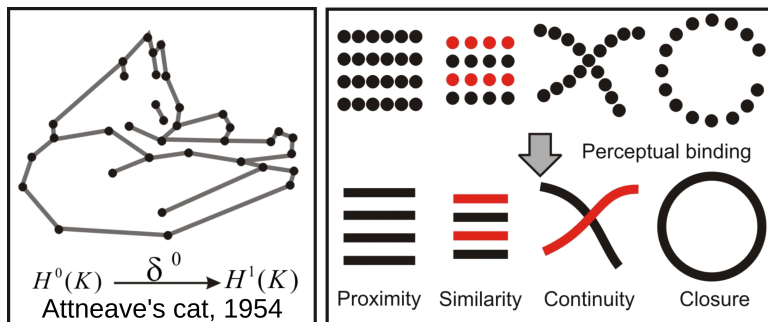 H⁰(K) δ⁰ H¹(K)
Attneave's cat, 1954
Perceptual binding
Proximity Similarity Continuity Closure